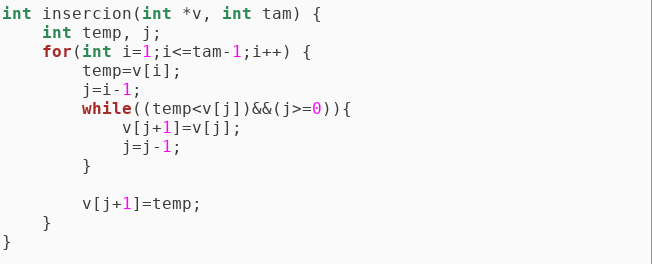 int insercion(int *v, int tam) {
    int temp, j;
    for(int i=1;i<=tam-1;i++) {
        temp=v[i];
        j=i-1;
        while((temp<v[j])&&(j>=0)){
            v[j+1]=v[j];
            j=j-1;
        }
        v[j+1]=temp;
    }
}